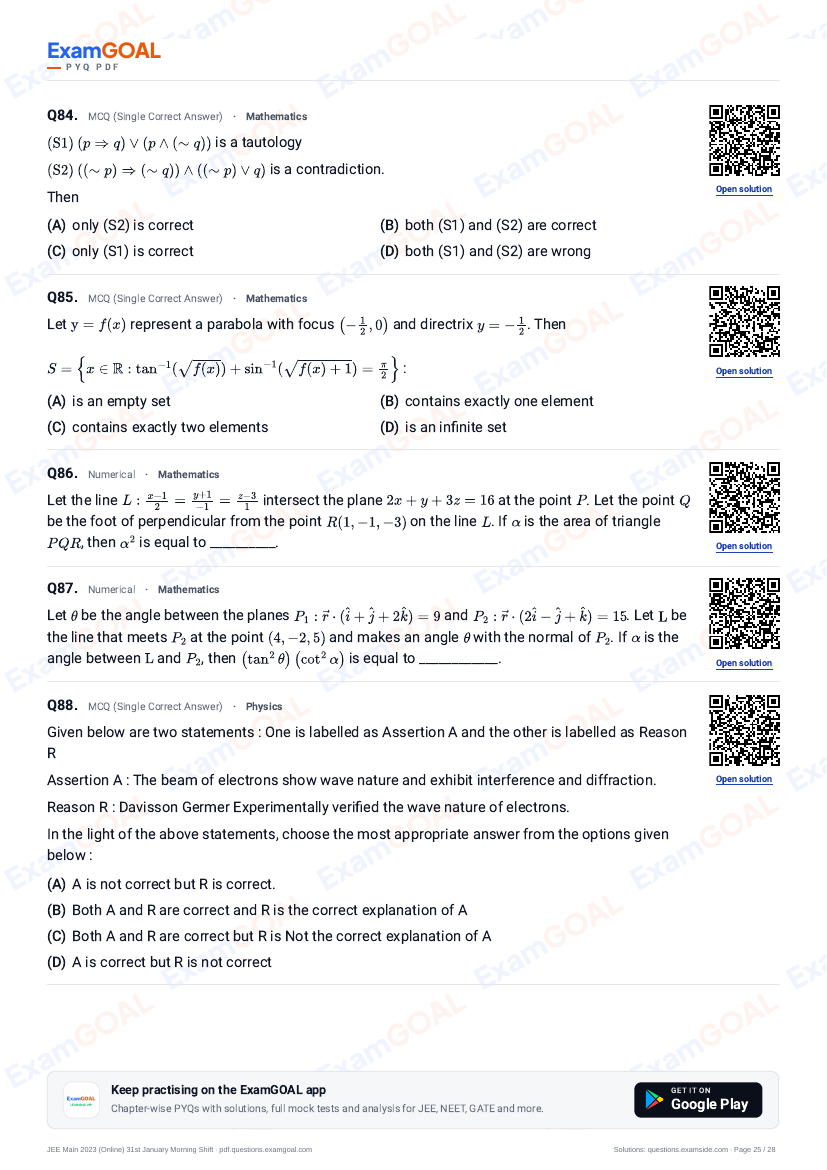 ExamGOAL
PYQ PDF
Q84. MCQ (Single Correct Answer) · Mathematics
(S1) (p ⇒ q) ∨ (p ∧ (∼ q)) is a tautology
(S2) ((∼ p) ⇒ (∼ q)) ∧ ((∼ p) ∨ q) is a contradiction.
Open solution
Then
(A) only (S2) is correct
(B) both (S1) and (S2) are correct
(C) only (S1) is correct
(D) both (S1) and (S2) are wrong
Q85. MCQ (Single Correct Answer) · Mathematics
Let y = f(x) represent a parabola with focus (−1/2, 0) and directrix y = −1/2. Then
S = {x ∈ ℝ : tan⁻¹(√f(x)) + sin⁻¹(√(f(x) + 1)) = π/2} :
Open solution
(A) is an empty set
(B) contains exactly one element
(C) contains exactly two elements
(D) is an infinite set
Q86. Numerical · Mathematics
Let the line L : (x−1)/2 = (y+1)/−1 = (z−3)/1 intersect the plane 2x + y + 3z = 16 at the point P. Let the point Q
be the foot of perpendicular from the point R(1, −1, −3) on the line L. If α is the area of triangle
PQR, then α² is equal to __________.
Open solution
Q87. Numerical · Mathematics
Let θ be the angle between the planes P₁ : r⃗ · (î + ĵ + 2k̂) = 9 and P₂ : r⃗ · (2î − ĵ + k̂) = 15. Let L be
the line that meets P₂ at the point (4, −2, 5) and makes an angle θ with the normal of P₂. If α is the
angle between L and P₂, then (tan² θ) (cot² α) is equal to ____________.
Open solution
Q88. MCQ (Single Correct Answer) · Physics
Given below are two statements : One is labelled as Assertion A and the other is labelled as Reason
R
Assertion A : The beam of electrons show wave nature and exhibit interference and diffraction.
Open solution
Reason R : Davisson Germer Experimentally verified the wave nature of electrons.
In the light of the above statements, choose the most appropriate answer from the options given
below :
(A) A is not correct but R is correct.
(B) Both A and R are correct and R is the correct explanation of A
(C) Both A and R are correct but R is Not the correct explanation of A
(D) A is correct but R is not correct
ExamGOAL
Keep practising on the ExamGOAL app
Chapter-wise PYQs with solutions, full mock tests and analysis for JEE, NEET, GATE and more.
GET IT ON
Google Play
JEE Main 2023 (Online) 31st January Morning Shift · pdf.questions.examgoal.com
Solutions: questions.examside.com · Page 25 / 28